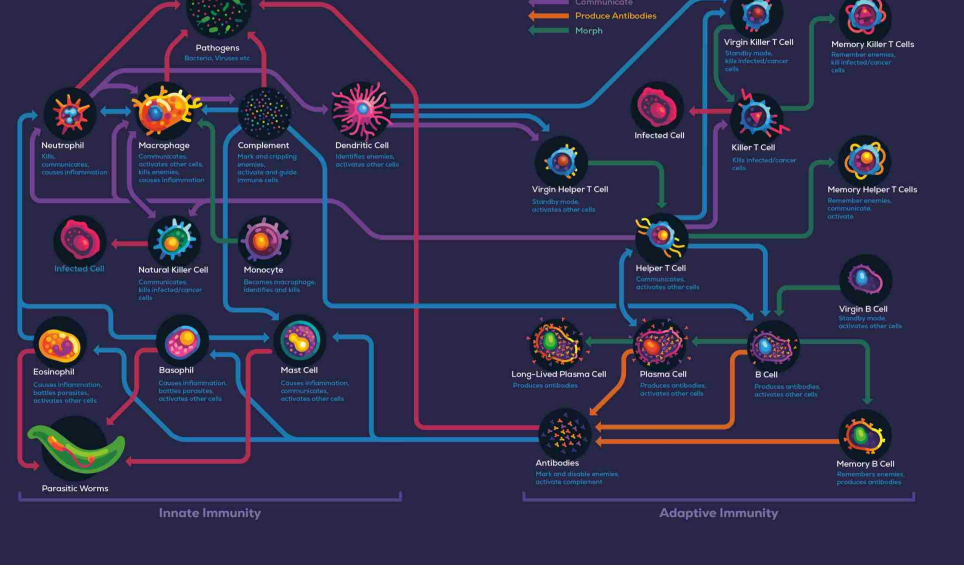 Communicate
Produce Antibodies
Morph
Pathogens
Bacteria, Viruses etc
Virgin Killer T Cell
Standby mode,
kills infected/cancer
cells
Memory Killer T Cells
Remember enemies,
kill infected/cancer
cells
Neutrophil
Kills,
communicates,
causes inflammation
Macrophage
Communicates,
activates other cells,
kills enemies,
causes inflammation
Complement
Mark and crippling
enemies,
activate and guide
immune cells
Dendritic Cell
Identifies enemies,
activates other cells
Infected Cell
Killer T Cell
Kills infected/cancer
cells
Virgin Helper T Cell
Standby mode,
activates other cells
Memory Helper T Cells
Remember enemies,
communicate,
activate
Infected Cell
Natural Killer Cell
Communicates,
kills infected/cancer
cells
Monocyte
Becomes macrophage,
identifies and kills
Helper T Cell
Communicates,
activates other cells
Virgin B Cell
Standby mode,
activates other cells
Eosinophil
Causes inflammation,
battles parasites,
activates other cells
Basophil
Causes inflammation,
battles parasites,
activates other cells
Mast Cell
Causes inflammation,
communicates,
activates other cells
Long-Lived Plasma Cell
Produces antibodies
Plasma Cell
Produces antibodies,
activates other cells
B Cell
Produces antibodies,
activates other cells
Parasitic Worms
Antibodies
Mark and disable enemies,
activate complement
Memory B Cell
Remembers enemies,
produces antibodies
Innate Immunity
Adaptive Immunity